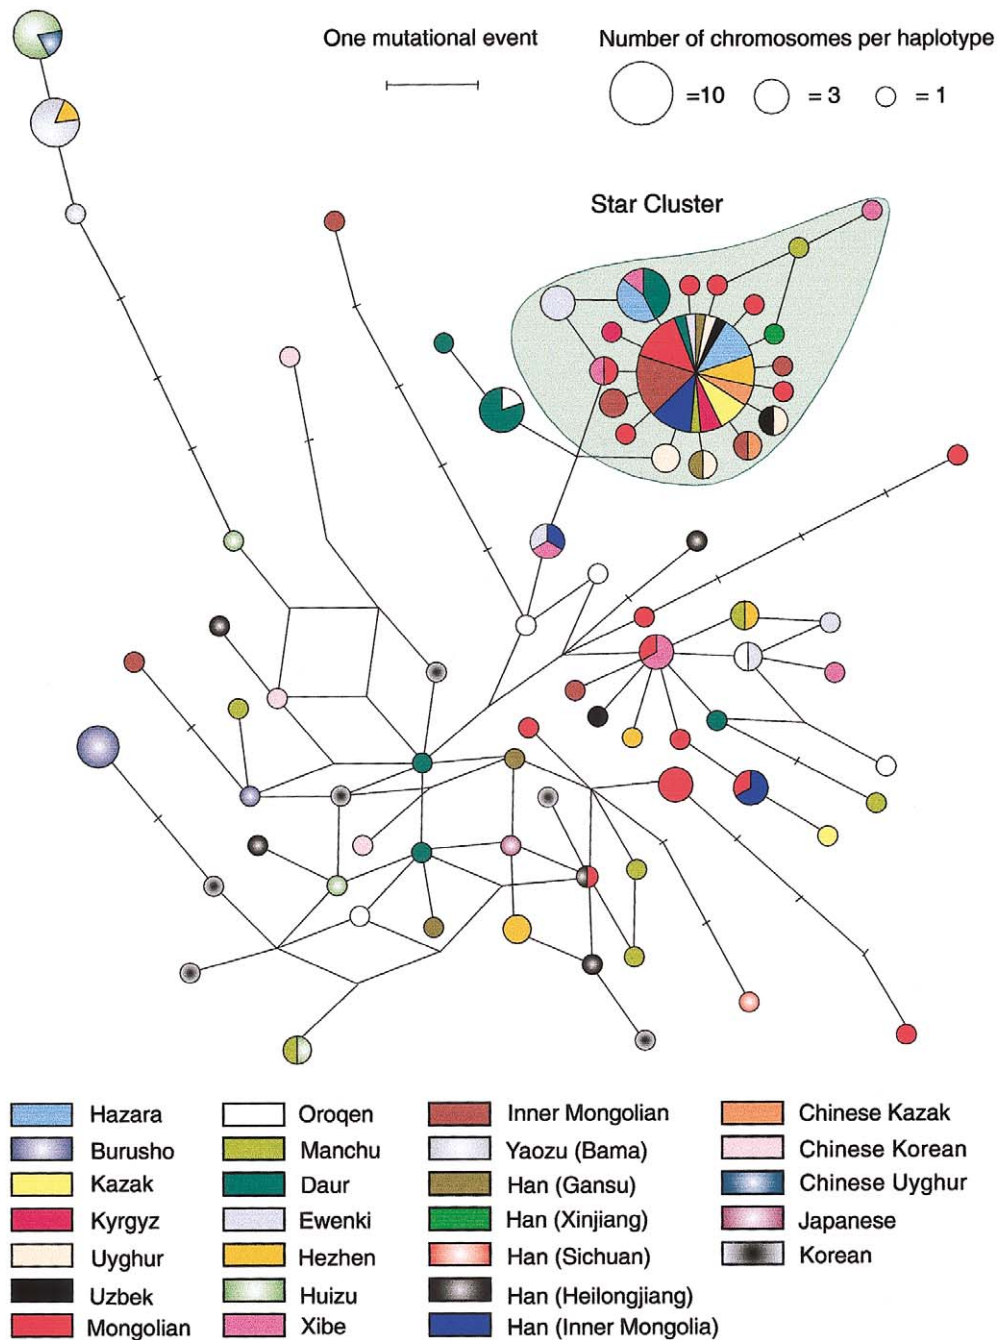 One mutational event
Number of chromosomes per haplotype
=10
= 3
= 1
Star Cluster
Hazara
Burusho
Kazak
Kyrgyz
Uyghur
Uzbek
Mongolian
Oroqen
Manchu
Daur
Ewenki
Hezhen
Huizu
Xibe
Inner Mongolian
Yaozu (Bama)
Han (Gansu)
Han (Xinjiang)
Han (Sichuan)
Han (Heilongjiang)
Han (Inner Mongolia)
Chinese Kazak
Chinese Korean
Chinese Uyghur
Japanese
Korean